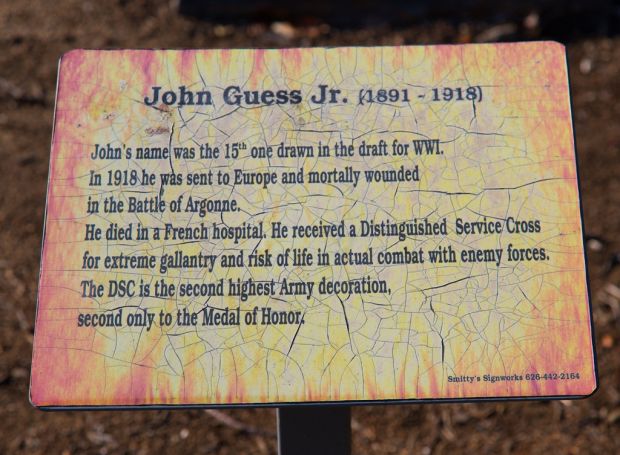 John Guess Jr. (1891 - 1918)
John's name was the 15th one drawn in the draft for WWI.
In 1918 he was sent to Europe and mortally wounded
in the Battle of Argonne.
He died in a French hospital. He received a Distinguished Service Cross
for extreme gallantry and risk of life in actual combat with enemy forces.
The DSC is the second highest Army decoration,
second only to the Medal of Honor.
Smitty's Signworks 626-442-2164